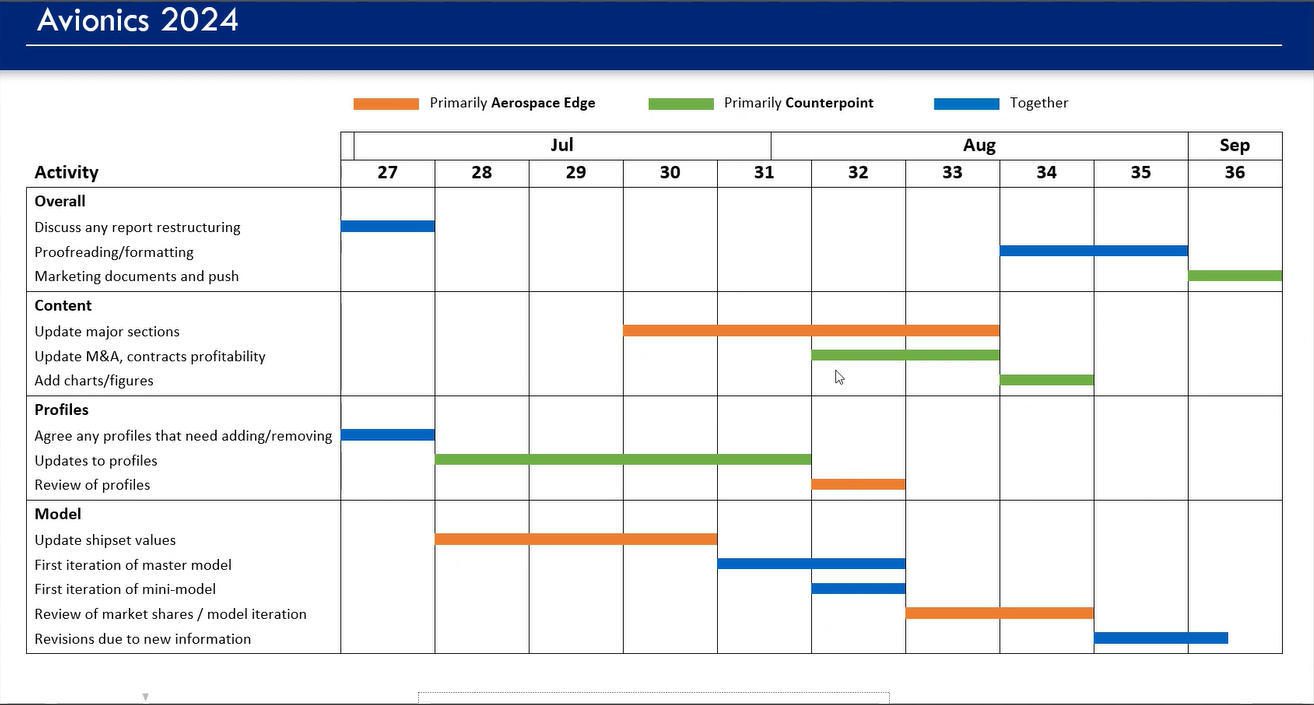 Avionics 2024
Primarily Aerospace Edge Primarily Counterpoint Together
Jul Aug Sep
Activity 27 28 29 30 31 32 33 34 35 36
Overall
Discuss any report restructuring
Proofreading/formatting
Marketing documents and push
Content
Update major sections
Update M&A, contracts profitability
Add charts/figures
Profiles
Agree any profiles that need adding/removing
Updates to profiles
Review of profiles
Model
Update shipset values
First iteration of master model
First iteration of mini-model
Review of market shares / model iteration
Revisions due to new information